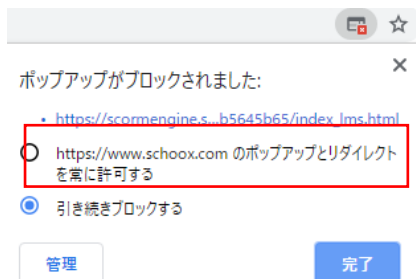 ポップアップがブロックされました:
• https://scormengine.s...b5645b65/index_lms.html
https://www.schoox.com のポップアップとリダイレクト
を常に許可する
引き続きブロックする
管理 完了